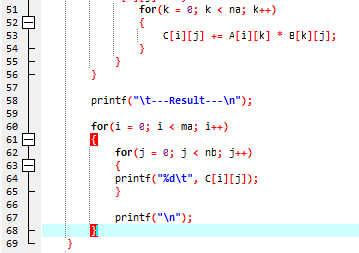 51 for(k = 0; k < na; k++)
52 {
53 C[i][j] += A[i][k] * B[k][j];
54 }
55 }
56 }
57
58 printf("\t---Result---\n");
59
60 for(i = 0; i < ma; i++)
61 {
62 for(j = 0; j < nb; j++)
63 {
64 printf("%d\t", C[i][j]);
65 }
66
67 printf("\n");
68 }
69 }